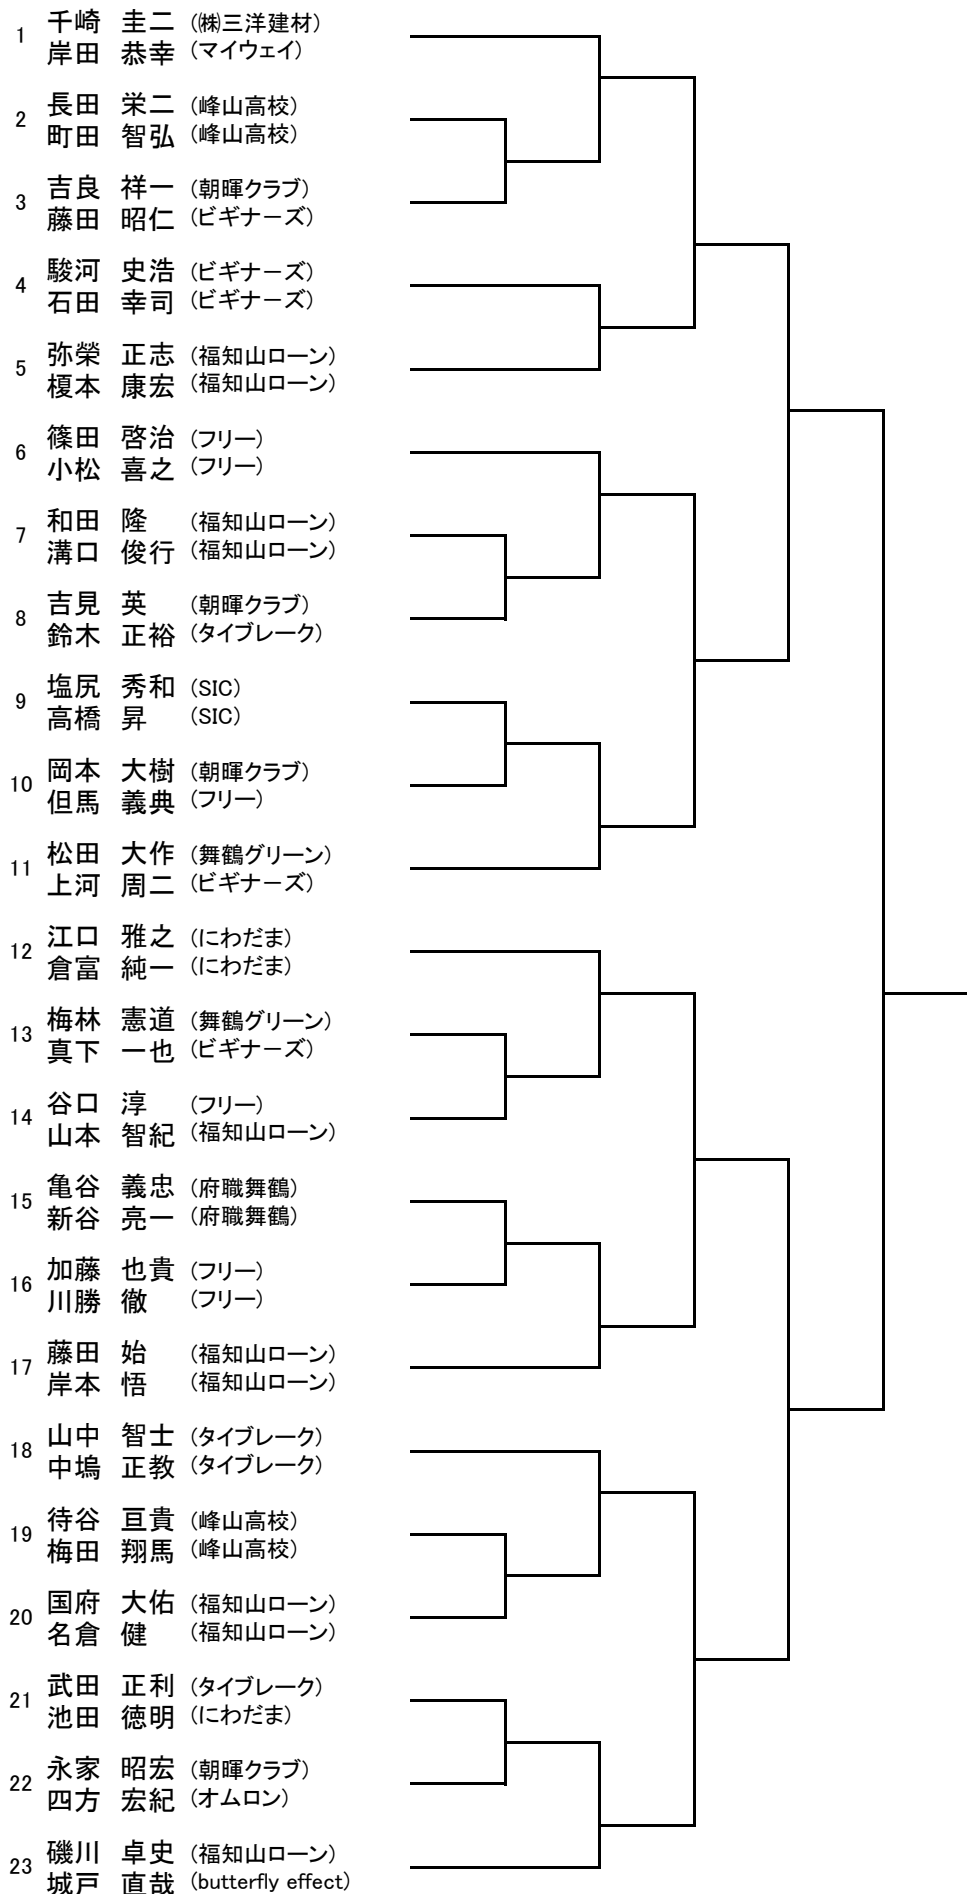 1 千崎 圭二 (㈱三洋建材)
岸田 恭幸 (マイウェイ)
2 長田 栄二 (峰山高校)
町田 智弘 (峰山高校)
3 吉良 祥一 (朝暉クラブ)
藤田 昭仁 (ビギナーズ)
4 駿河 史浩 (ビギナーズ)
石田 幸司 (ビギナーズ)
5 弥榮 正志 (福知山ローン)
榎本 康宏 (福知山ローン)
6 篠田 啓治 (フリー)
小松 喜之 (フリー)
7 和田 隆 (福知山ローン)
溝口 俊行 (福知山ローン)
8 吉見 英 (朝暉クラブ)
鈴木 正裕 (タイブレーク)
9 塩尻 秀和 (SIC)
高橋 昇 (SIC)
10 岡本 大樹 (朝暉クラブ)
但馬 義典 (フリー)
11 松田 大作 (舞鶴グリーン)
上河 周二 (ビギナーズ)
12 江口 雅之 (にわだま)
倉富 純一 (にわだま)
13 梅林 憲道 (舞鶴グリーン)
真下 一也 (ビギナーズ)
14 谷口 淳 (フリー)
山本 智紀 (福知山ローン)
15 亀谷 義忠 (府職舞鶴)
新谷 亮一 (府職舞鶴)
16 加藤 也貴 (フリー)
川勝 徹 (フリー)
17 藤田 始 (福知山ローン)
岸本 悟 (福知山ローン)
18 山中 智士 (タイブレーク)
中塢 正教 (タイブレーク)
19 待谷 亘貴 (峰山高校)
梅田 翔馬 (峰山高校)
20 国府 大佑 (福知山ローン)
名倉 健 (福知山ローン)
21 武田 正利 (タイブレーク)
池田 徳明 (にわだま)
22 永家 昭宏 (朝暉クラブ)
四方 宏紀 (オムロン)
23 磯川 卓史 (福知山ローン)
城戸 直哉 (butterfly effect)